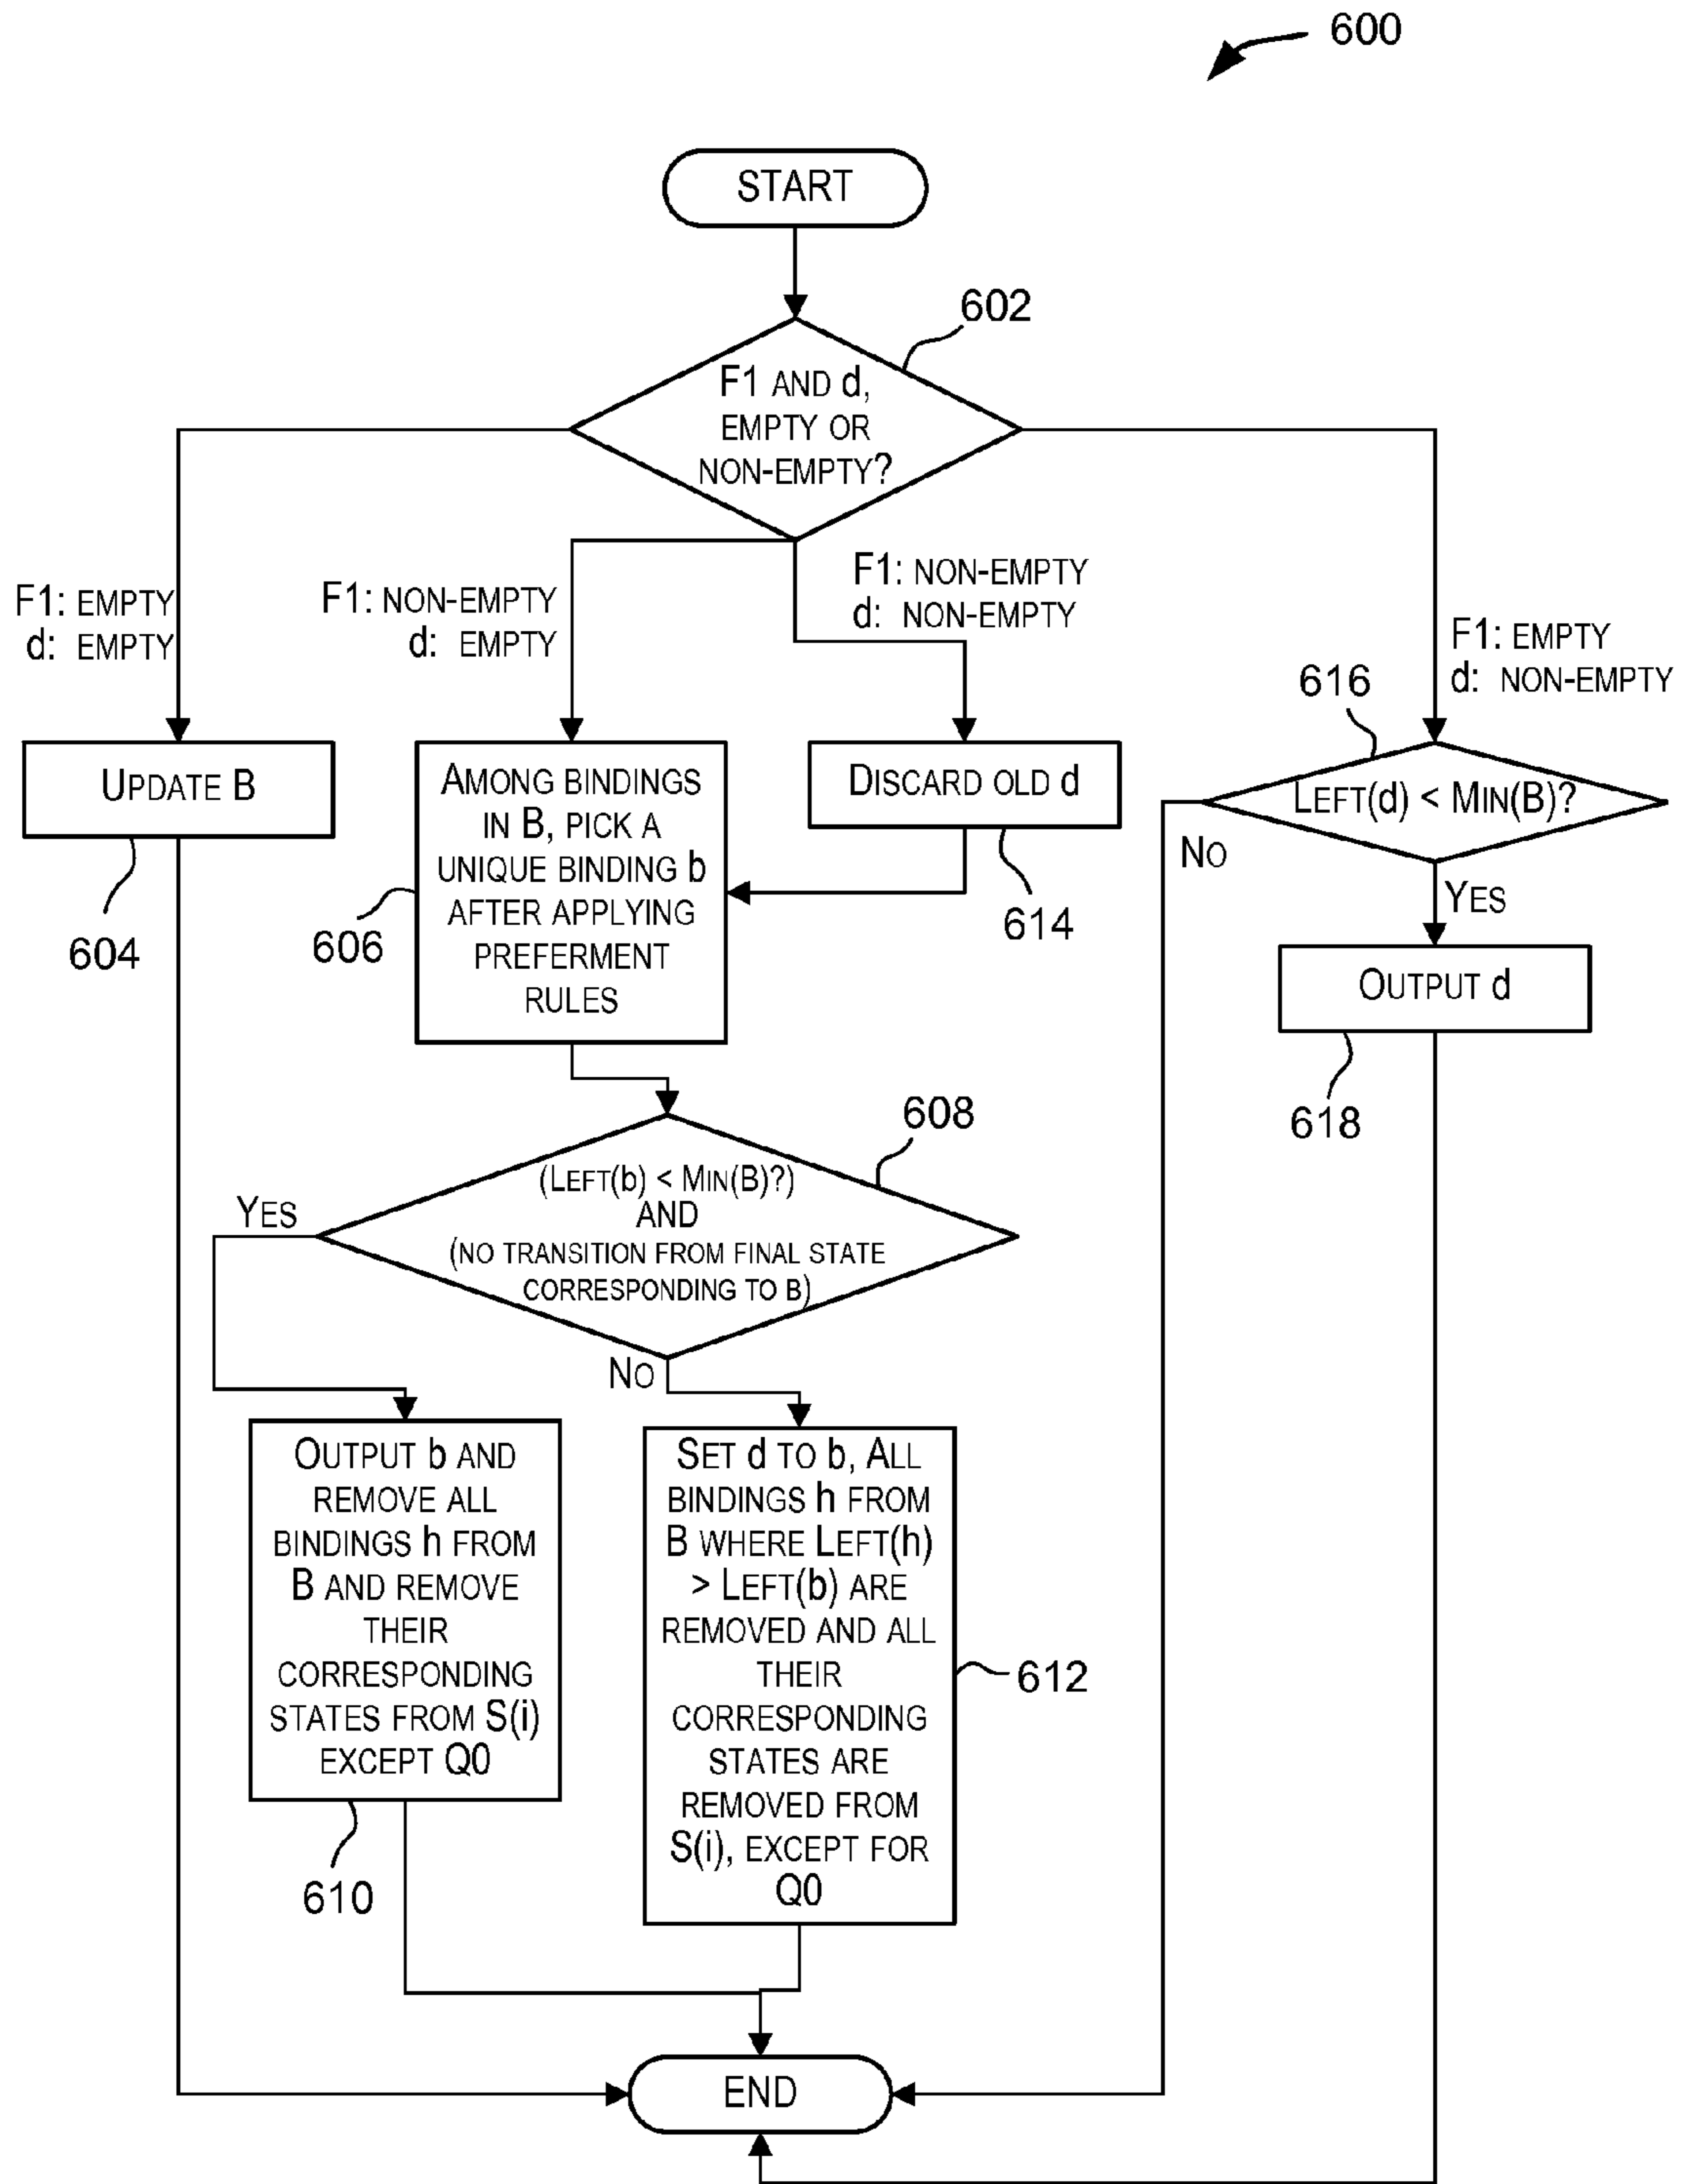 600
START
602
F1 AND d,
EMPTY OR
NON-EMPTY?
F1: EMPTY
d: EMPTY
F1: NON-EMPTY
d: EMPTY
F1: NON-EMPTY
d: NON-EMPTY
F1: EMPTY
d: NON-EMPTY
UPDATE B
604
AMONG BINDINGS
IN B, PICK A
UNIQUE BINDING b
AFTER APPLYING
PREFERMENT
RULES
606
DISCARD OLD d
614
616
LEFT(d) < MIN(B)?
NO
YES
OUTPUT d
618
608
(LEFT(b) < MIN(B)?)
AND
(NO TRANSITION FROM FINAL STATE
CORRESPONDING TO B)
YES
NO
OUTPUT b AND
REMOVE ALL
BINDINGS h FROM
B AND REMOVE
THEIR
CORRESPONDING
STATES FROM S(i)
EXCEPT Q0
610
SET d TO b, ALL
BINDINGS h FROM
B WHERE LEFT(h)
> LEFT(b) ARE
REMOVED AND ALL
THEIR
CORRESPONDING
STATES ARE
REMOVED FROM
S(i), EXCEPT FOR
Q0
612
END